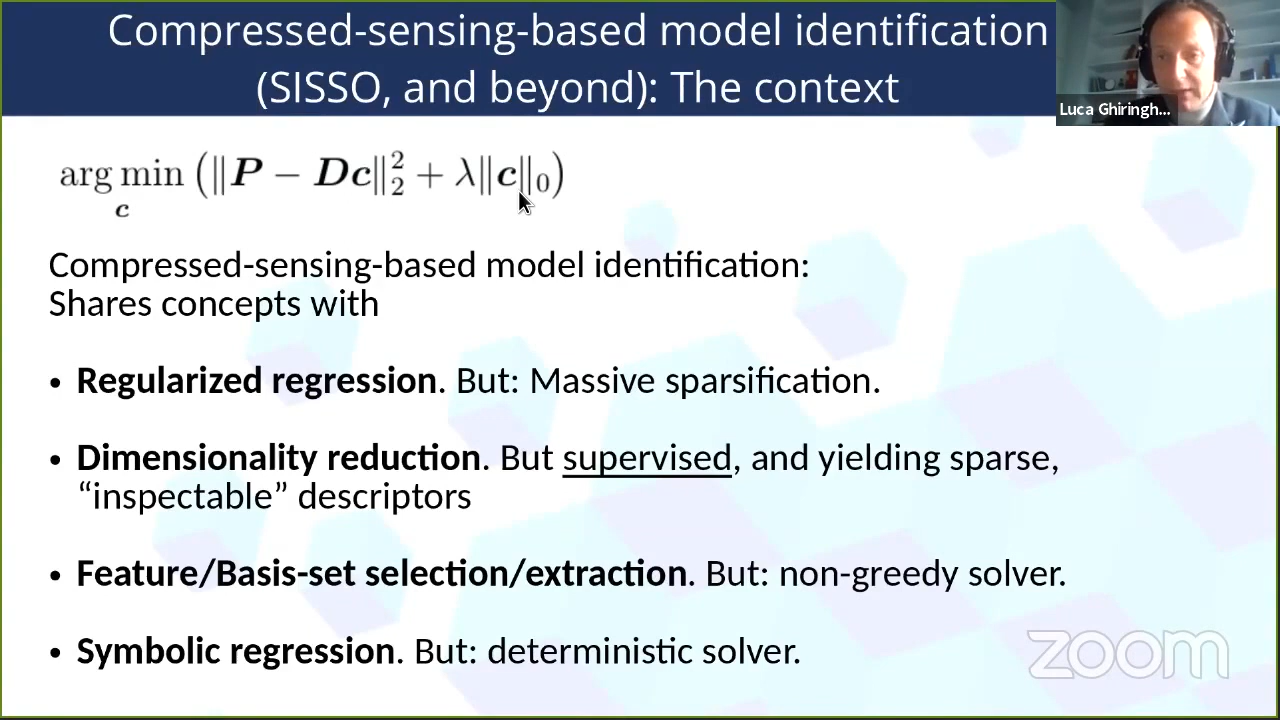 Compressed-sensing-based model identification
(SISSO, and beyond): The context
Luca Ghiringh...
arg min (‖P − Dc‖²₂ + λ‖c‖₀)
c
Compressed-sensing-based model identification:
Shares concepts with
• Regularized regression. But: Massive sparsification.
• Dimensionality reduction. But supervised, and yielding sparse,
“inspectable” descriptors
• Feature/Basis-set selection/extraction. But: non-greedy solver.
• Symbolic regression. But: deterministic solver.
zoom